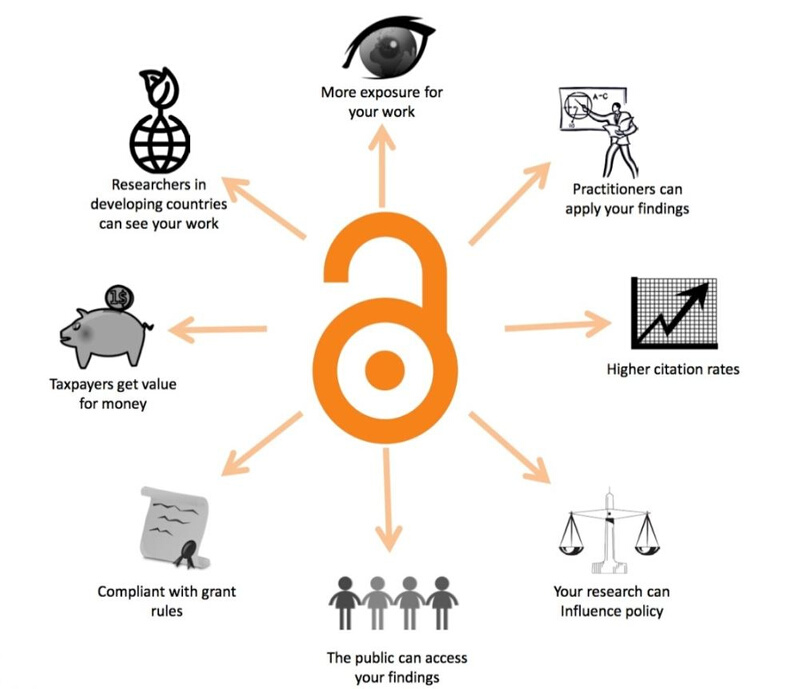 More exposure for
your work
Practitioners can
apply your findings
A-C
Higher citation rates
Your research can
Influence policy
The public can access
your findings
Compliant with grant
rules
Taxpayers get value
for money
1$
Researchers in
developing countries
can see your work